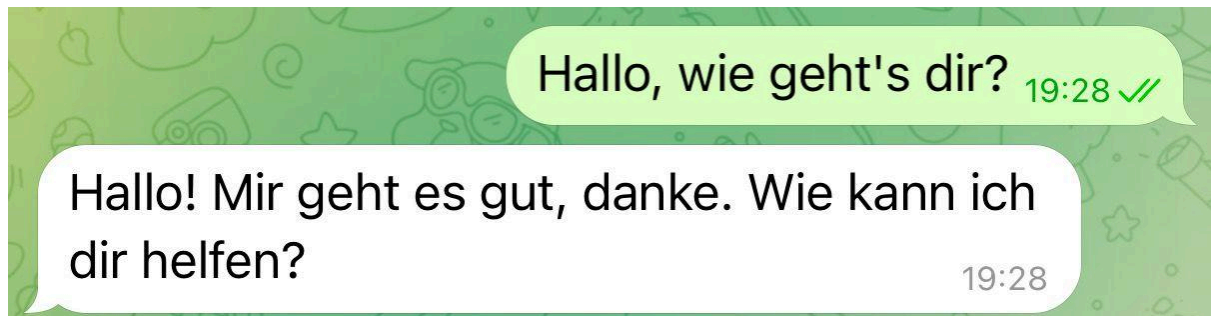 Hallo, wie geht's dir? 19:28
Hallo! Mir geht es gut, danke. Wie kann ich
dir helfen? 19:28